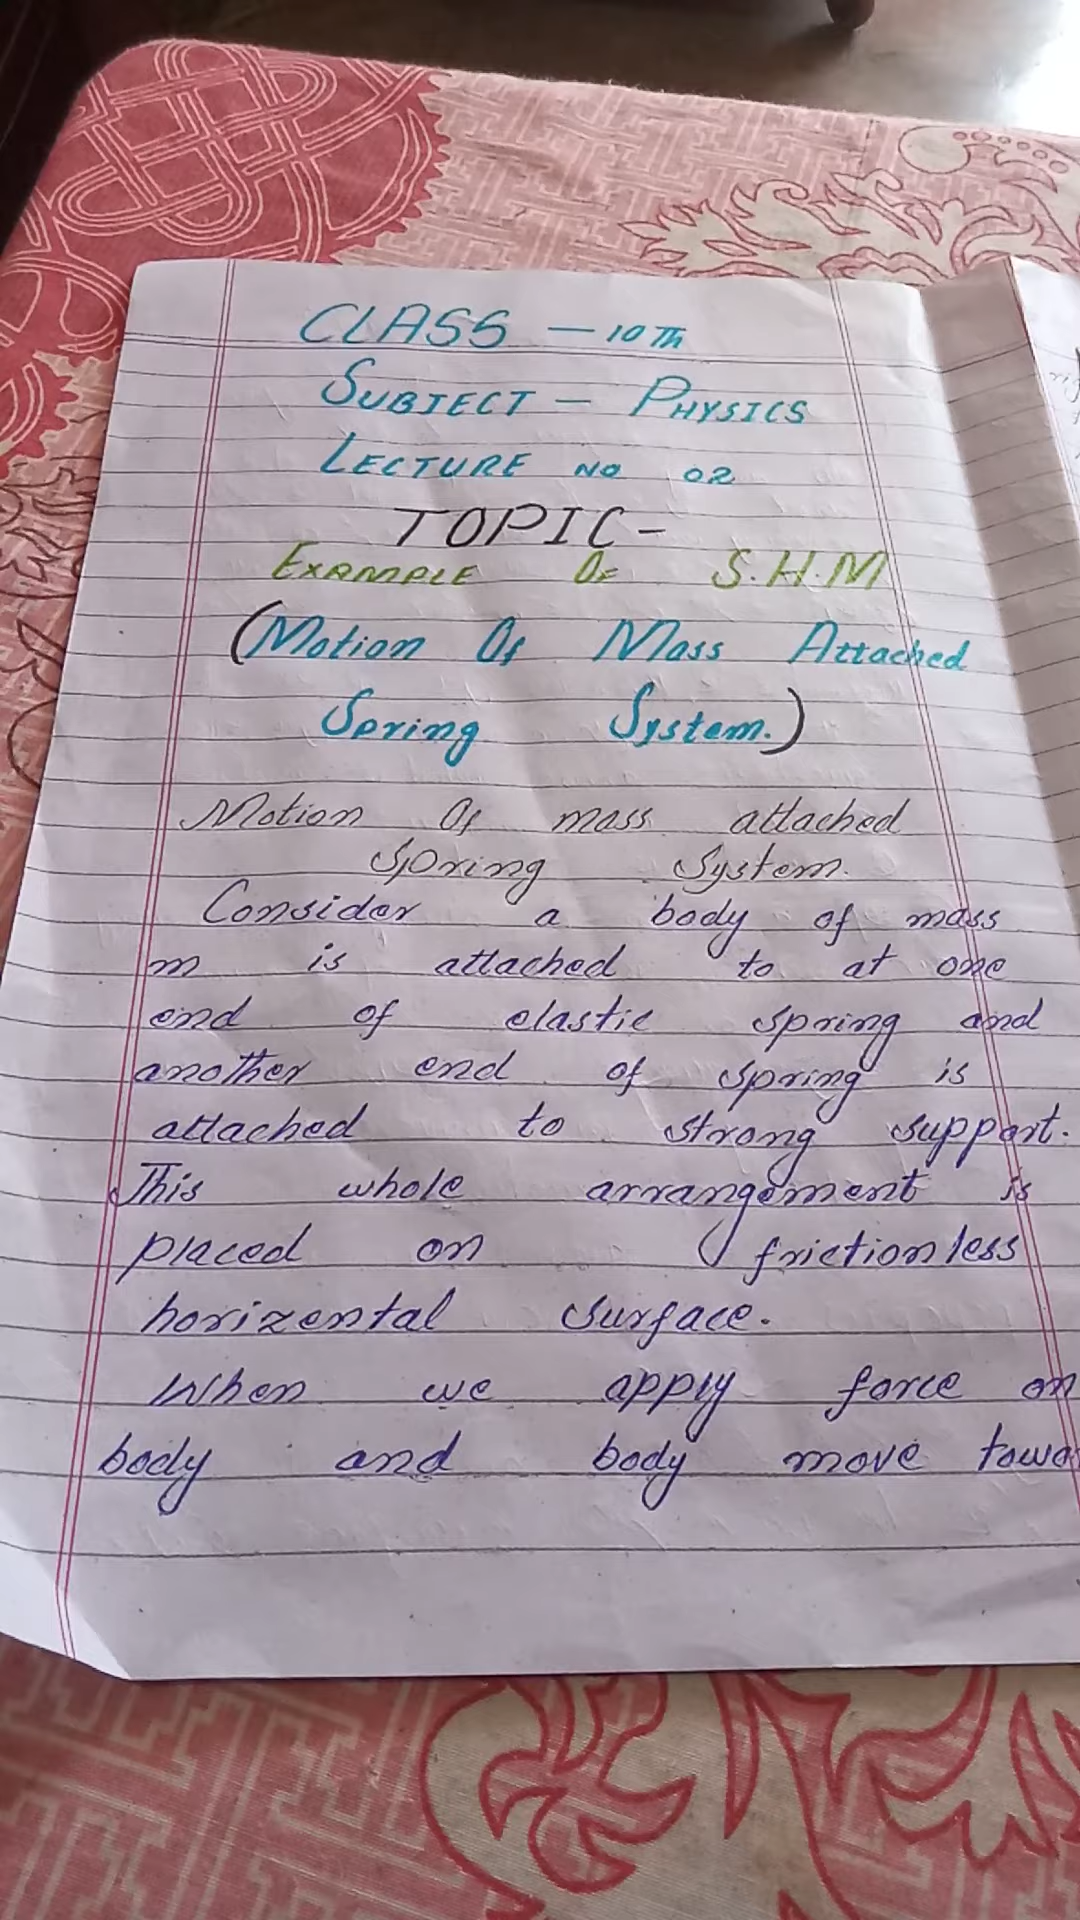 CLASS - 10Th
SUBJECT - PHYSICS
LECTURE NO 02
TOPIC -
EXAMPLE OF S.H.M
(Motion Of Mass Attached
Spring System.)
Motion Of mass attached
Spring System.
Consider a body of mass
m is attached to at one
end of elastic spring and
another end of spring is
attached to strong support.
This whole arrangement is
placed on frictionless
horizental surface.
When we apply force on
body and body move towa